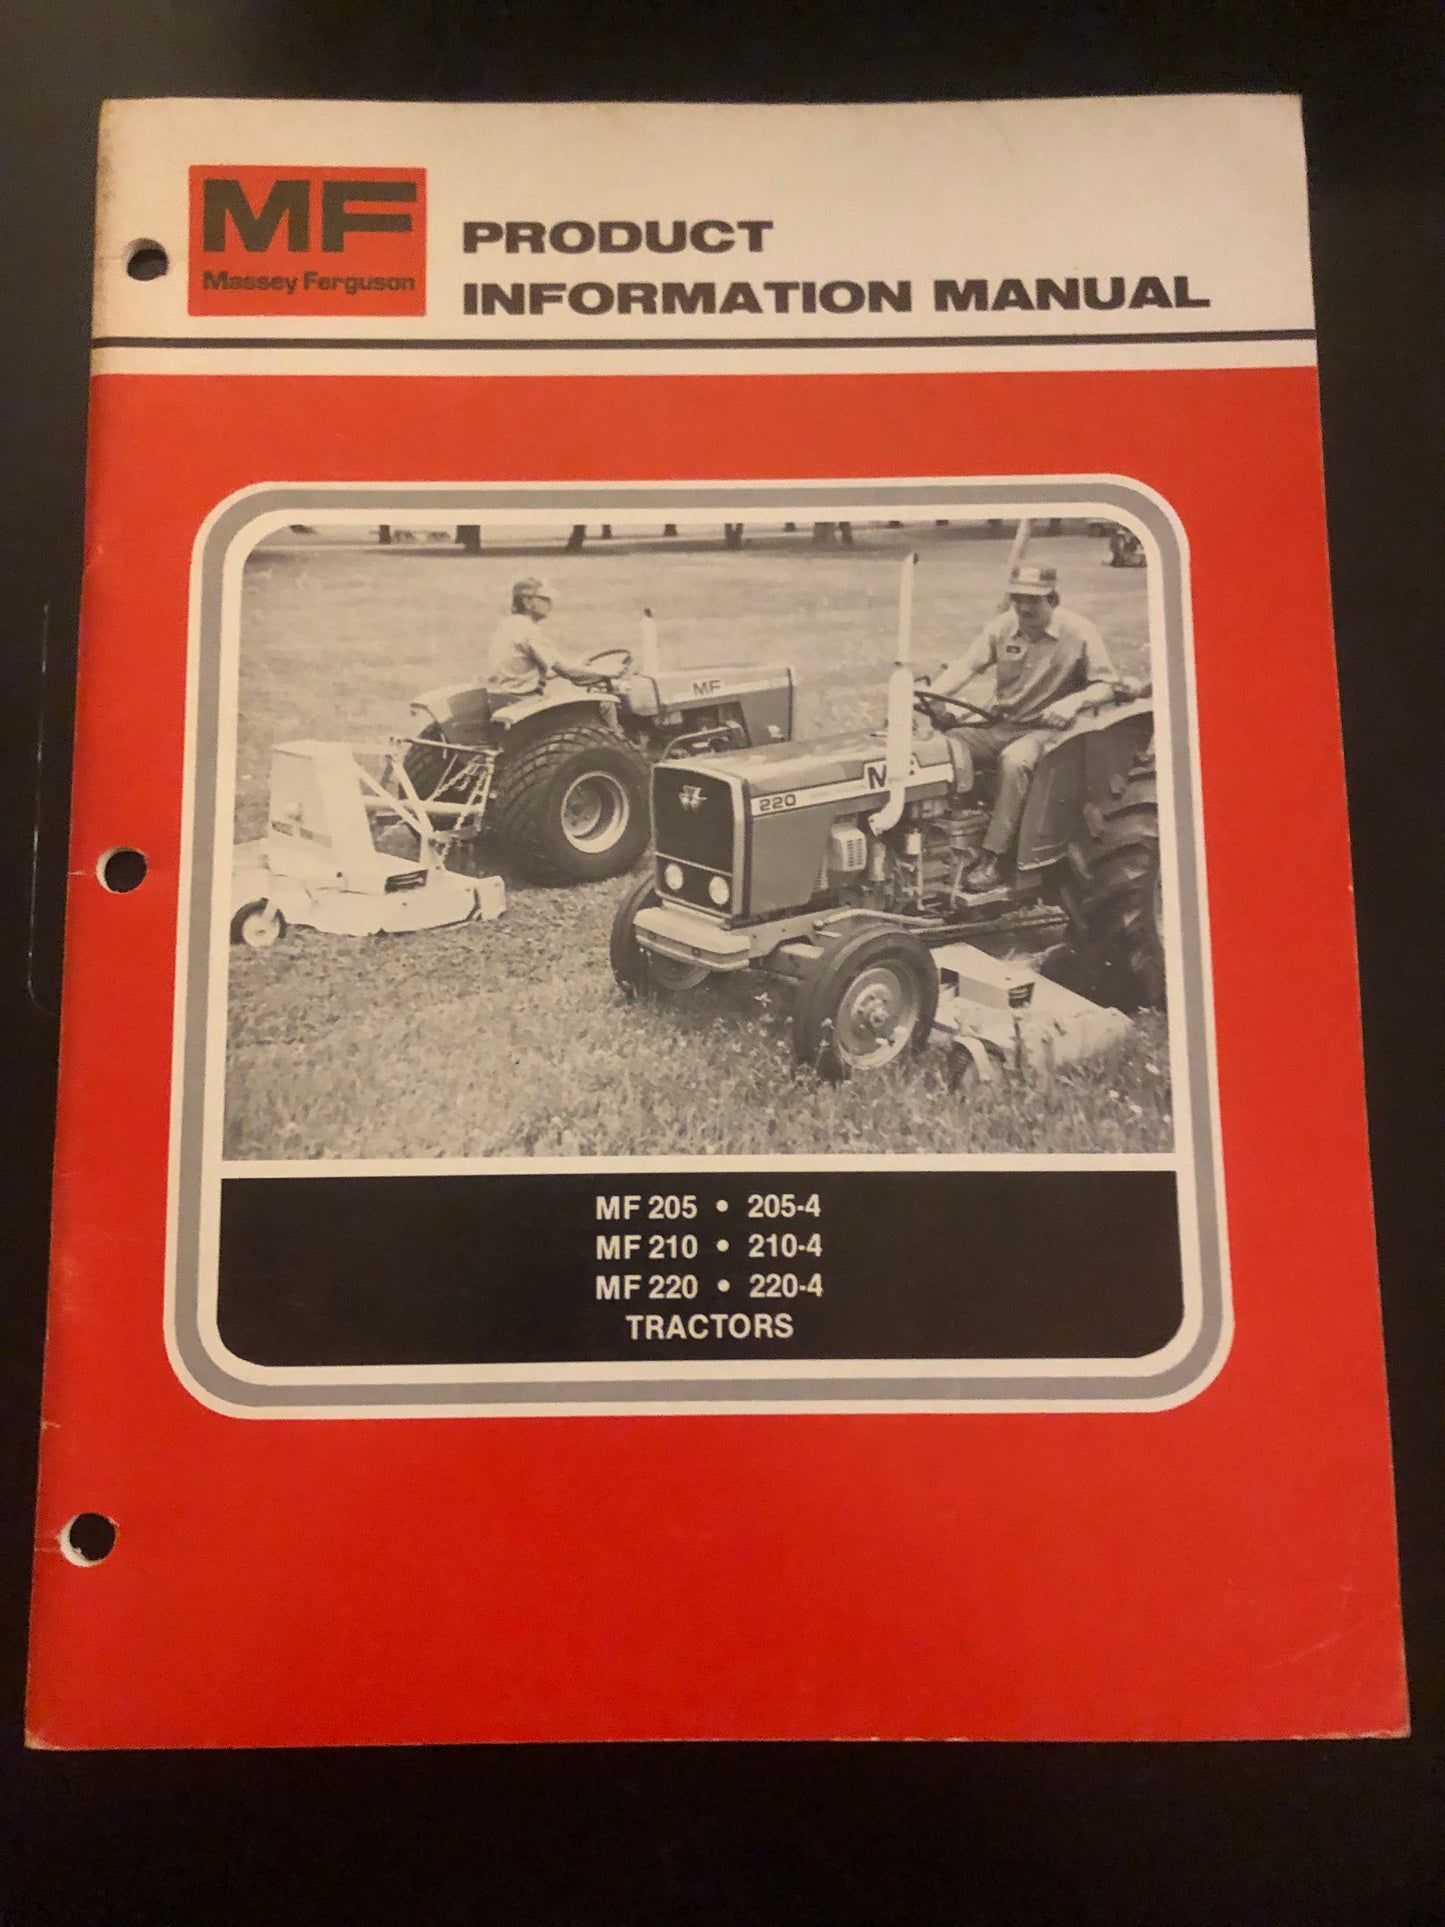 MF
Massey Ferguson
PRODUCT
INFORMATION MANUAL
MF
220
MF
MF 205 • 205-4
MF 210 • 210-4
MF 220 • 220-4
TRACTORS